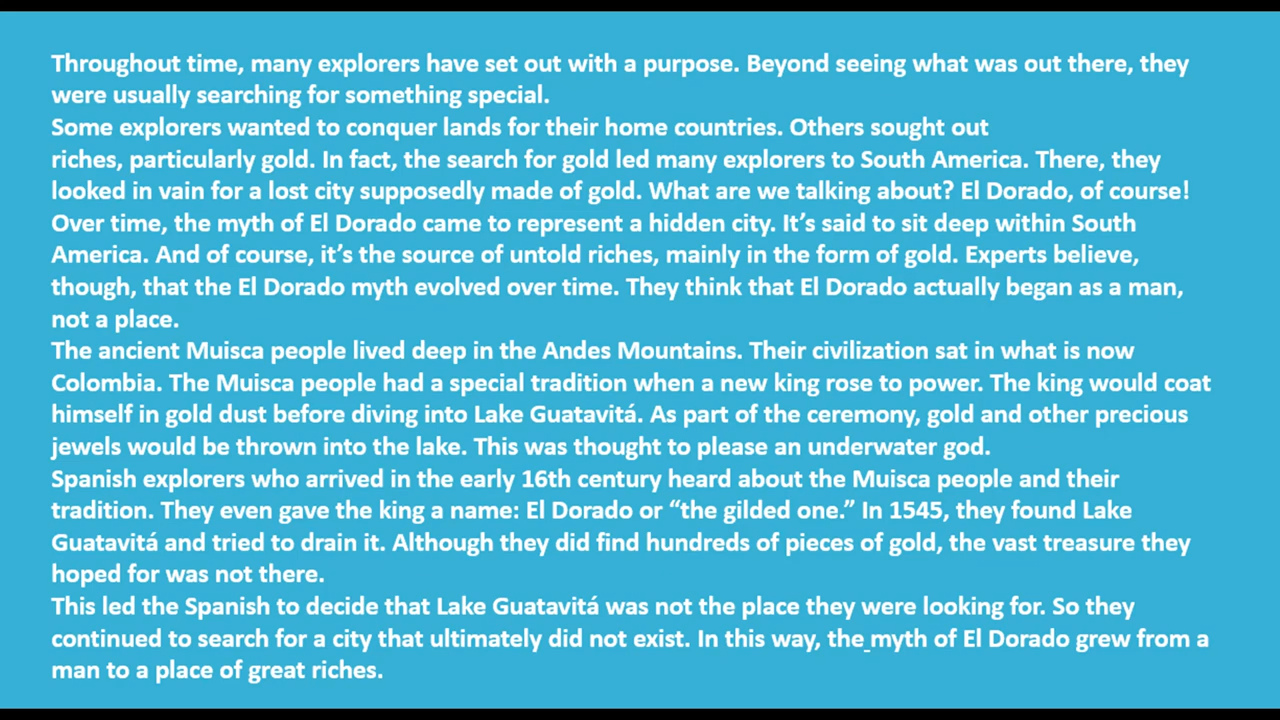 Throughout time, many explorers have set out with a purpose. Beyond seeing what was out there, they
were usually searching for something special.
Some explorers wanted to conquer lands for their home countries. Others sought out
riches, particularly gold. In fact, the search for gold led many explorers to South America. There, they
looked in vain for a lost city supposedly made of gold. What are we talking about? El Dorado, of course!
Over time, the myth of El Dorado came to represent a hidden city. It’s said to sit deep within South
America. And of course, it’s the source of untold riches, mainly in the form of gold. Experts believe,
though, that the El Dorado myth evolved over time. They think that El Dorado actually began as a man,
not a place.
The ancient Muisca people lived deep in the Andes Mountains. Their civilization sat in what is now
Colombia. The Muisca people had a special tradition when a new king rose to power. The king would coat
himself in gold dust before diving into Lake Guatavitá. As part of the ceremony, gold and other precious
jewels would be thrown into the lake. This was thought to please an underwater god.
Spanish explorers who arrived in the early 16th century heard about the Muisca people and their
tradition. They even gave the king a name: El Dorado or “the gilded one.” In 1545, they found Lake
Guatavitá and tried to drain it. Although they did find hundreds of pieces of gold, the vast treasure they
hoped for was not there.
This led the Spanish to decide that Lake Guatavitá was not the place they were looking for. So they
continued to search for a city that ultimately did not exist. In this way, the myth of El Dorado grew from a
man to a place of great riches.